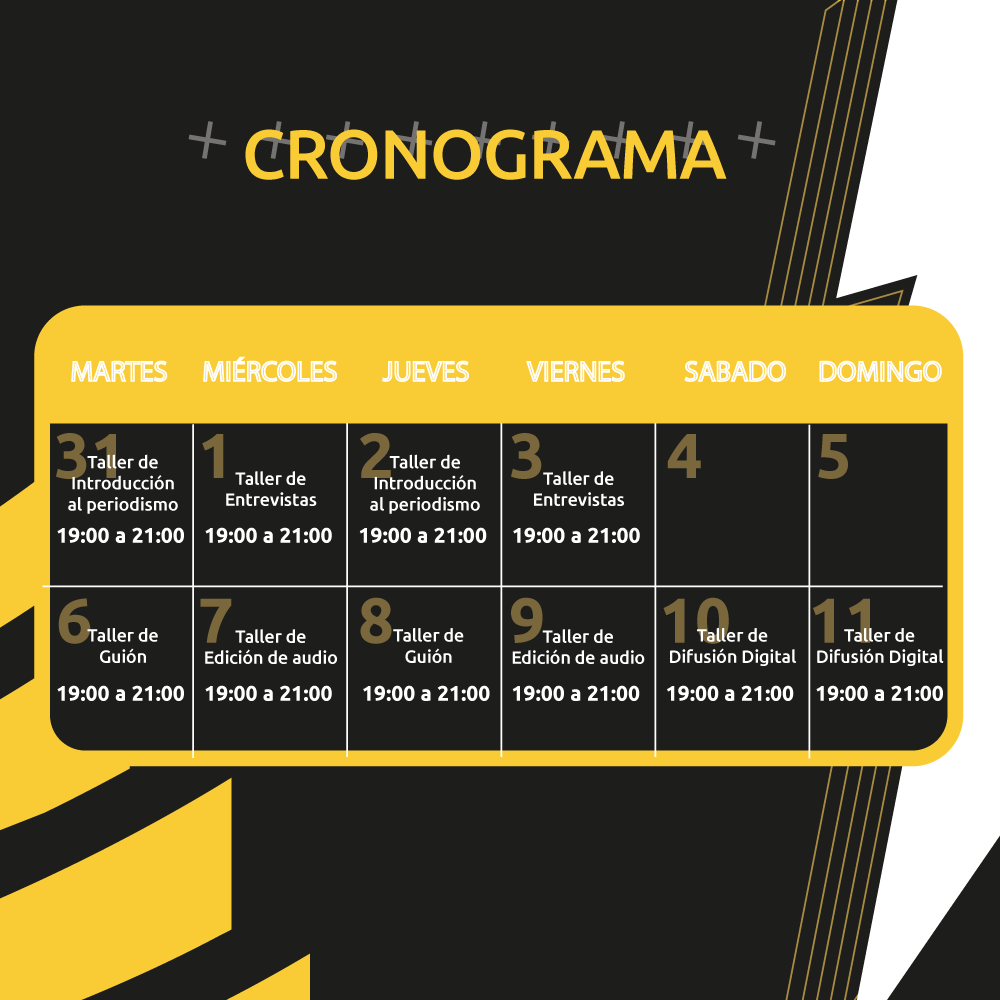 CRONOGRAMA
MARTES MIÉRCOLES JUEVES VIERNES SABADO DOMINGO
31
Taller de
Introducción
al periodismo
19:00 a 21:00
1
Taller de
Entrevistas
19:00 a 21:00
2
Taller de
Introducción
al periodismo
19:00 a 21:00
3
Taller de
Entrevistas
19:00 a 21:00
4
5
6
Taller de
Guión
19:00 a 21:00
7
Taller de
Edición de audio
19:00 a 21:00
8
Taller de
Guión
19:00 a 21:00
9
Taller de
Edición de audio
19:00 a 21:00
10
Taller de
Difusión Digital
19:00 a 21:00
11
Taller de
Difusión Digital
19:00 a 21:00